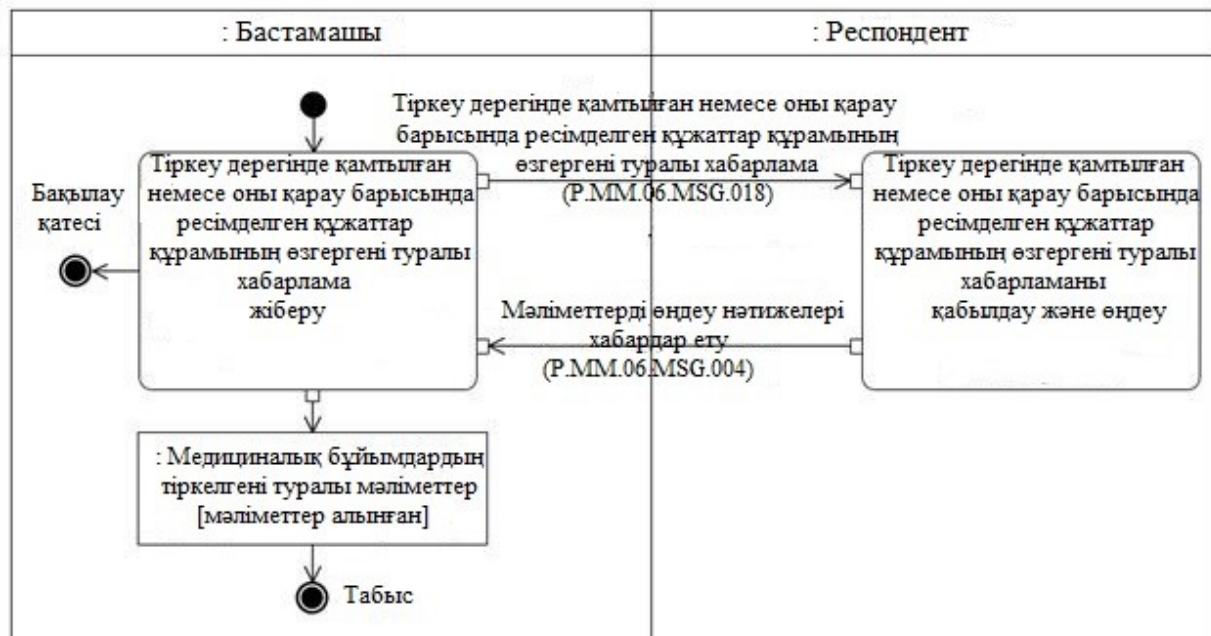 : Бастамашы
: Респондент
Тіркеу дерегінде қамтылған немесе оны қарау
барысында ресімделген құжаттар құрамының
өзгергені туралы хабарлама
(P.MM.06.MSG.018)
Тіркеу дерегінде қамтылған
немесе оны қарау барысында
ресімделген құжаттар
құрамының өзгергені туралы
хабарлама
жіберу
Бақылау
қатесі
Тіркеу дерегінде қамтылған
немесе оны қарау барысында
ресімделген құжаттар
құрамының өзгергені туралы
хабарламаны
қабылдау және өңдеу
Мәліметтерді өңдеу нәтижелері
хабардар ету
(P.MM.06.MSG.004)
: Медициналық бұйымдардың
тіркелгені туралы мәліметтер
[мәліметтер алынған]
Табыс